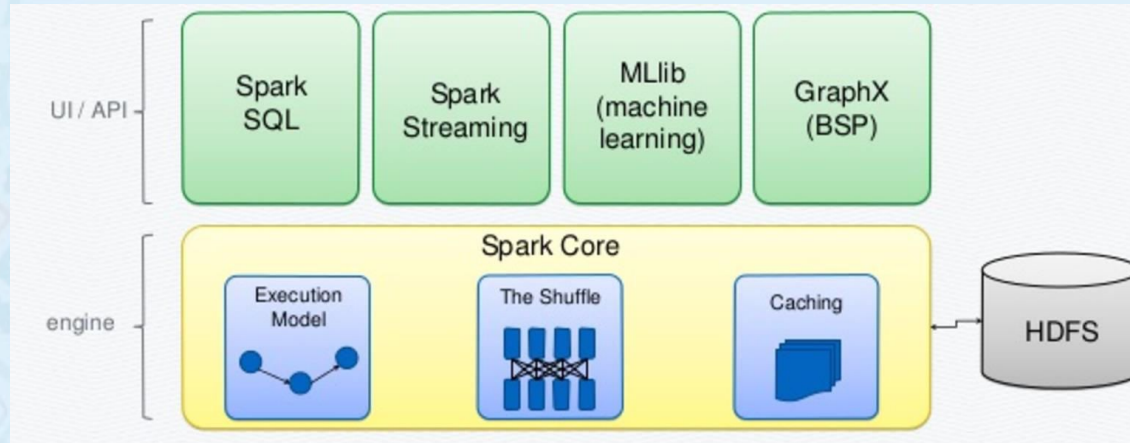 UI / API
Spark
SQL
Spark
Streaming
MLlib
(machine
learning)
GraphX
(BSP)
engine
Spark Core
Execution
Model
The Shuffle
Caching
HDFS